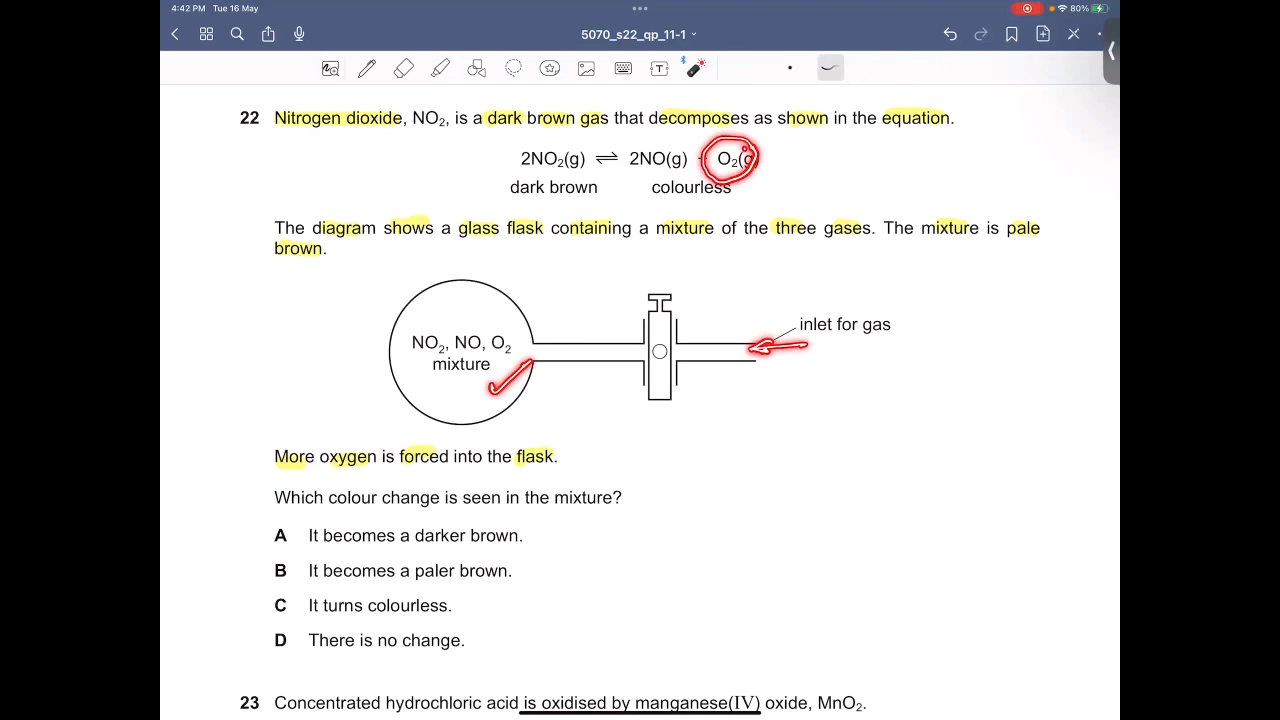 4:42 PM Tue 16 May
80%
5070_s22_qp_11-1
22 Nitrogen dioxide, NO₂, is a dark brown gas that decomposes as shown in the equation.
2NO₂(g) ⇌ 2NO(g) + O₂(g)
dark brown colourless
The diagram shows a glass flask containing a mixture of the three gases. The mixture is pale
brown.
inlet for gas
NO₂, NO, O₂
mixture
More oxygen is forced into the flask.
Which colour change is seen in the mixture?
A It becomes a darker brown.
B It becomes a paler brown.
C It turns colourless.
D There is no change.
23 Concentrated hydrochloric acid is oxidised by manganese(IV) oxide, MnO₂.